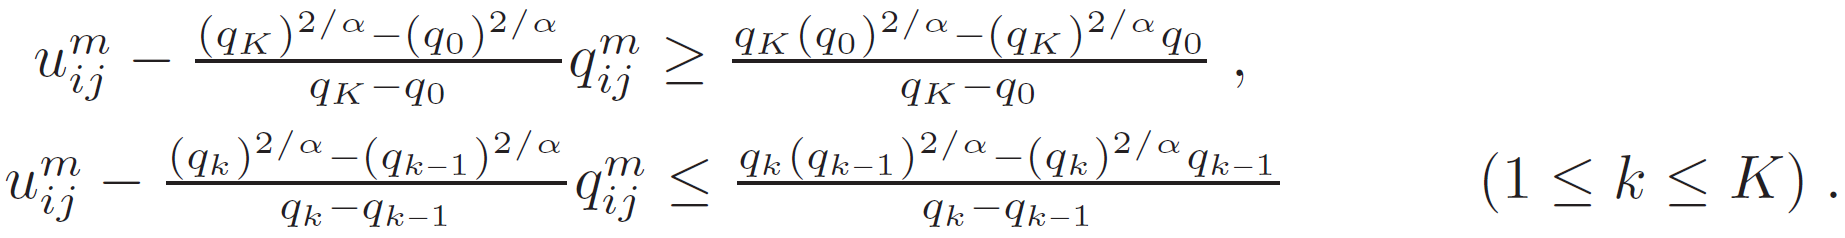 $u_{ij}^{m} - \frac{(q_K)^{2/\alpha} - (q_0)^{2/\alpha}}{q_K - q_0} q_{ij}^{m} \geq \frac{q_K (q_0)^{2/\alpha} - (q_K)^{2/\alpha} q_0}{q_K - q_0} ,$
$u_{ij}^{m} - \frac{(q_k)^{2/\alpha} - (q_{k-1})^{2/\alpha}}{q_k - q_{k-1}} q_{ij}^{m} \leq \frac{q_k (q_{k-1})^{2/\alpha} - (q_k)^{2/\alpha} q_{k-1}}{q_k - q_{k-1}} \quad (1 \leq k \leq K) .$